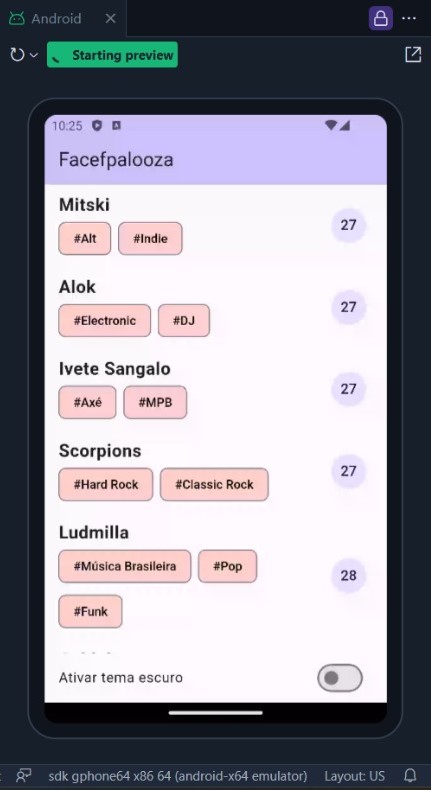 Android
Starting preview
10:25
Facefpalooza
Mitski
#Alt #Indie
27
Alok
#Electronic #DJ
27
Ivete Sangalo
#Axé #MPB
27
Scorpions
#Hard Rock #Classic Rock
27
Ludmilla
#Música Brasileira #Pop
28
#Funk
Ativar tema escuro
sdk gphone64 x86 64 (android-x64 emulator) Layout: US